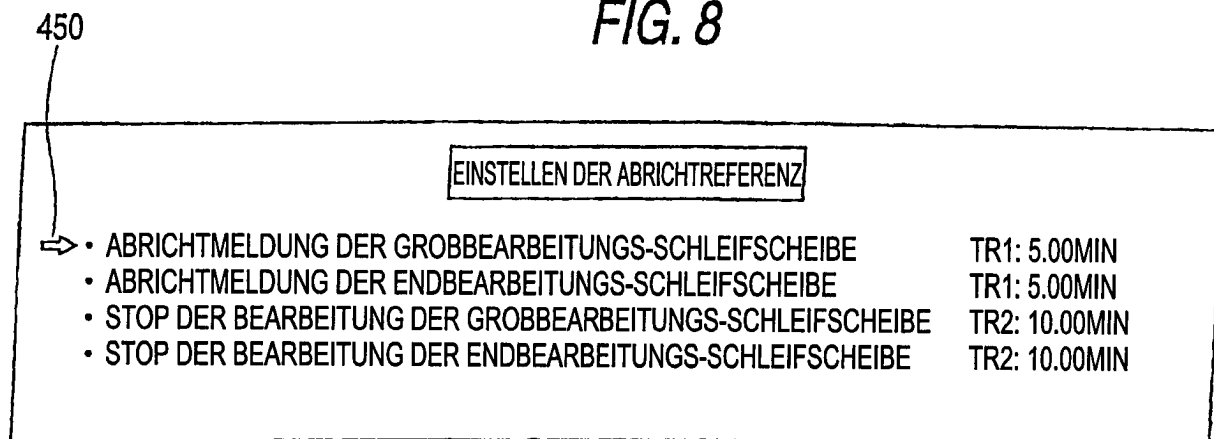 450
FIG. 8
EINSTELLEN DER ABRICHTREFERENZ
• ABRICHTMELDUNG DER GROBBEARBEITUNGS-SCHLEIFSCHEIBE TR1: 5.00MIN
• ABRICHTMELDUNG DER ENDBEARBEITUNGS-SCHLEIFSCHEIBE TR1: 5.00MIN
• STOP DER BEARBEITUNG DER GROBBEARBEITUNGS-SCHLEIFSCHEIBE TR2: 10.00MIN
• STOP DER BEARBEITUNG DER ENDBEARBEITUNGS-SCHLEIFSCHEIBE TR2: 10.00MIN